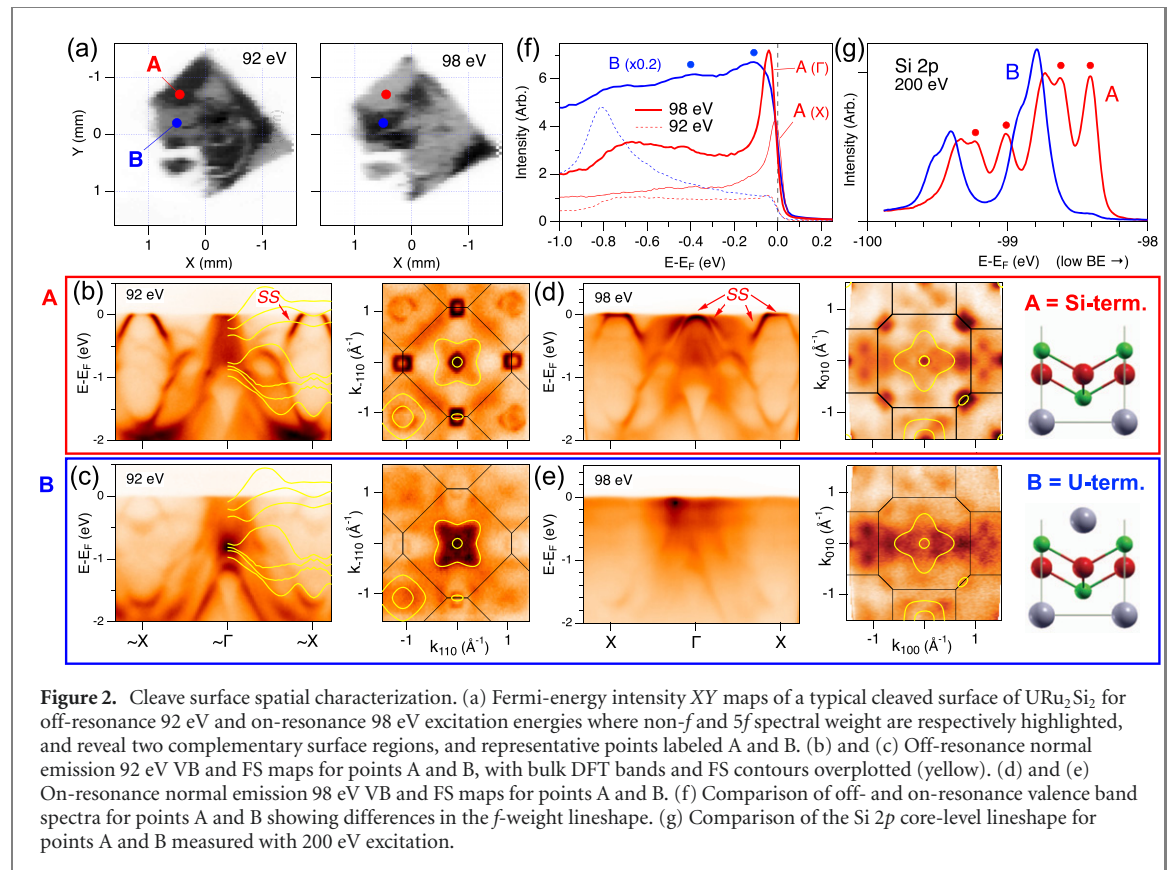 (a)
92 eV
98 eV
A
B
-1
0
1
Y (mm)
1
0
-1
X (mm)
1
0
-1
X (mm)
(f)
B (x0.2)
A (Γ)
A (X)
98 eV
92 eV
6
4
2
0
Intensity (Arb.)
-1.0
-0.8
-0.6
-0.4
-0.2
0.0
0.2
E-EF (eV)
(g)
Si 2p
200 eV
B
A
Intensity (Arb.)
-100
-99
-98
E-EF (eV) (low BE →)
A
(b)
92 eV
SS
0
-1
-2
E-EF (eV)
1
0
-1
k-110 (Å-1)
(d)
98 eV
SS
0
-1
-2
E-EF (eV)
1
0
-1
k010 (Å-1)
A = Si-term.
B
(c)
92 eV
0
-1
-2
E-EF (eV)
~X
~Γ
~X
1
0
-1
k-110 (Å-1)
-1
0
1
k110 (Å-1)
(e)
98 eV
0
-1
-2
E-EF (eV)
X
Γ
X
1
0
-1
k010 (Å-1)
-1
0
1
k100 (Å-1)
B = U-term.
Figure 2. Cleave surface spatial characterization. (a) Fermi-energy intensity XY maps of a typical cleaved surface of URu2Si2 for
off-resonance 92 eV and on-resonance 98 eV excitation energies where non-f and 5f spectral weight are respectively highlighted,
and reveal two complementary surface regions, and representative points labeled A and B. (b) and (c) Off-resonance normal
emission 92 eV VB and FS maps for points A and B, with bulk DFT bands and FS contours overplotted (yellow). (d) and (e)
On-resonance normal emission 98 eV VB and FS maps for points A and B. (f) Comparison of off- and on-resonance valence band
spectra for points A and B showing differences in the f-weight lineshape. (g) Comparison of the Si 2p core-level lineshape for
points A and B measured with 200 eV excitation.